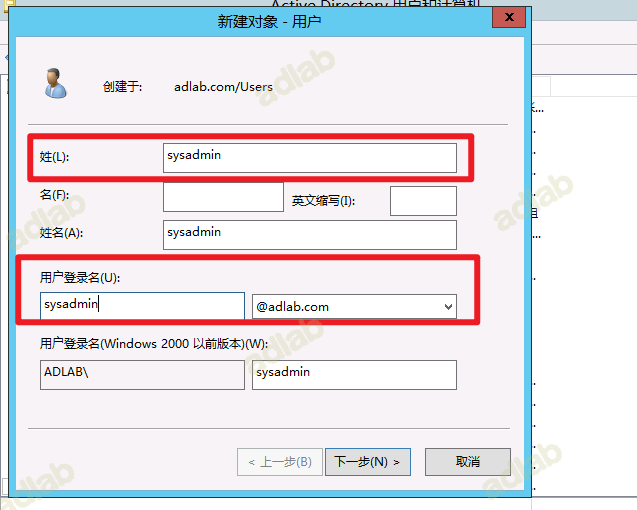 Active Directory 用户和计算机
新建对象 - 用户
x
创建于: adlab.com/Users
姓(L): sysadmin
名(F): 英文缩写(I):
姓名(A): sysadmin
用户登录名(U):
sysadmin @adlab.com
用户登录名(Windows 2000 以前版本)(W):
ADLAB\ sysadmin
< 上一步(B) 下一步(N) > 取消
组
adlab
adlab
adlab
adlab
adlab
adlab